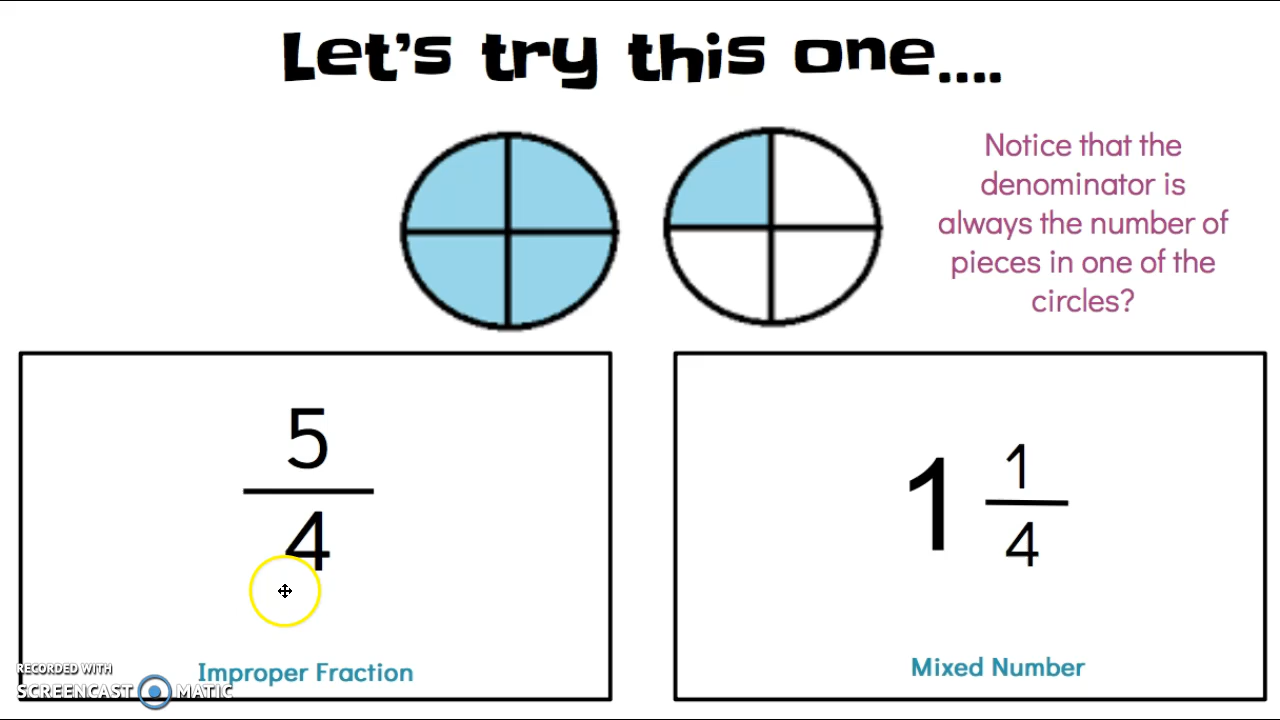 Let's try this one....
Notice that the
denominator is
always the number of
pieces in one of the
circles?
5
4
1 1
4
Improper Fraction
Mixed Number
RECORDED WITH
SCREENCAST MATIC